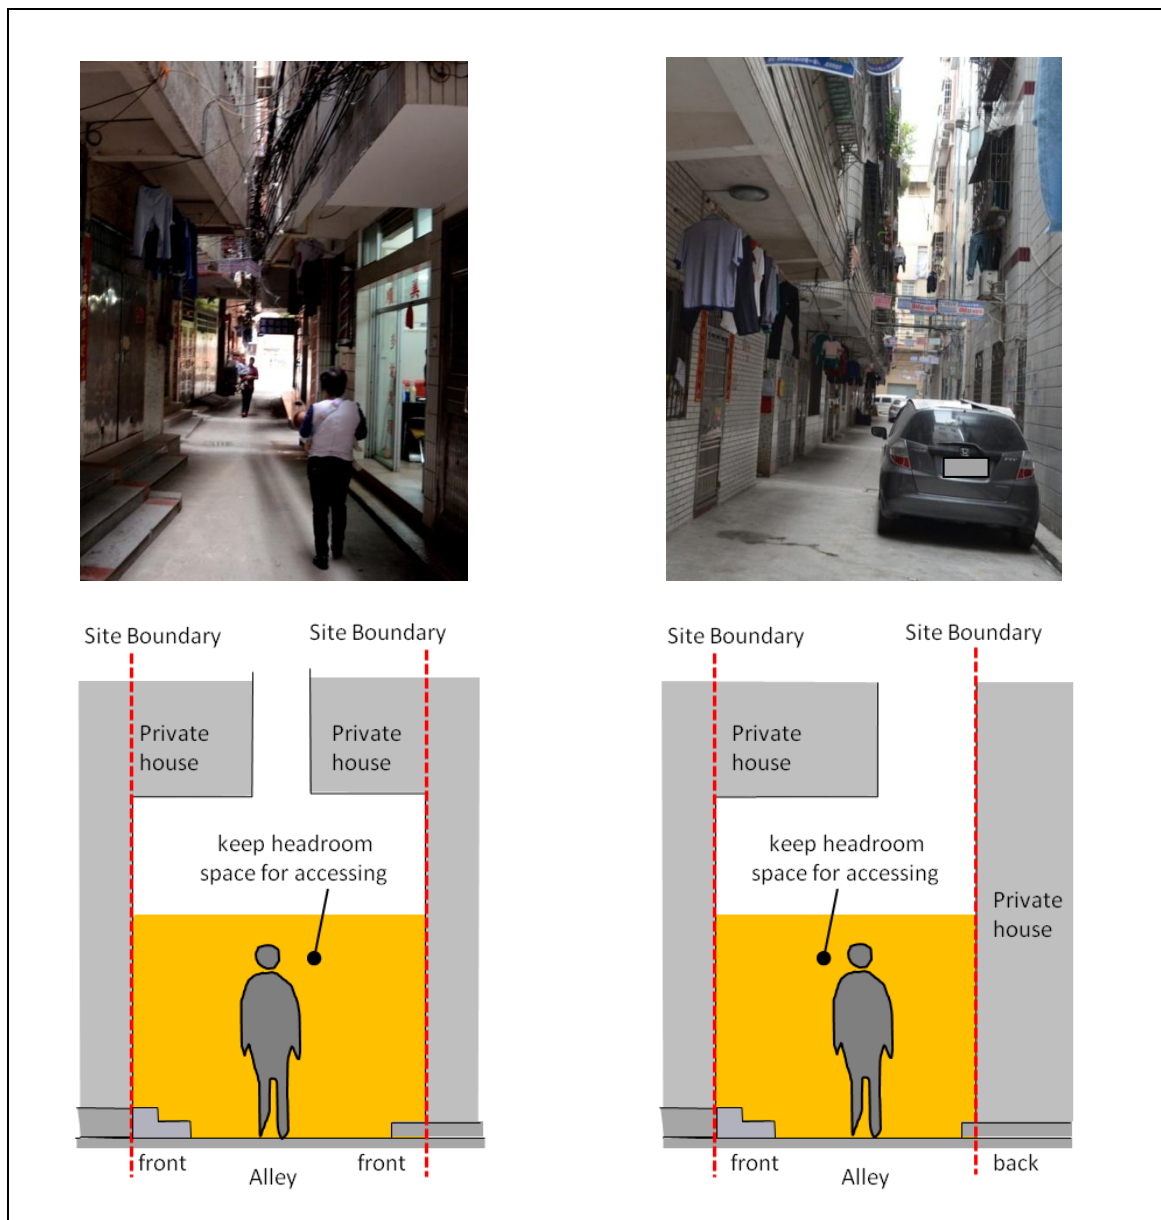 Site Boundary
Site Boundary
Private
house
Private
house
keep headroom
space for accessing
front
front
Alley
Site Boundary
Site Boundary
Private
house
keep headroom
space for accessing
Private
house
front
Alley
back